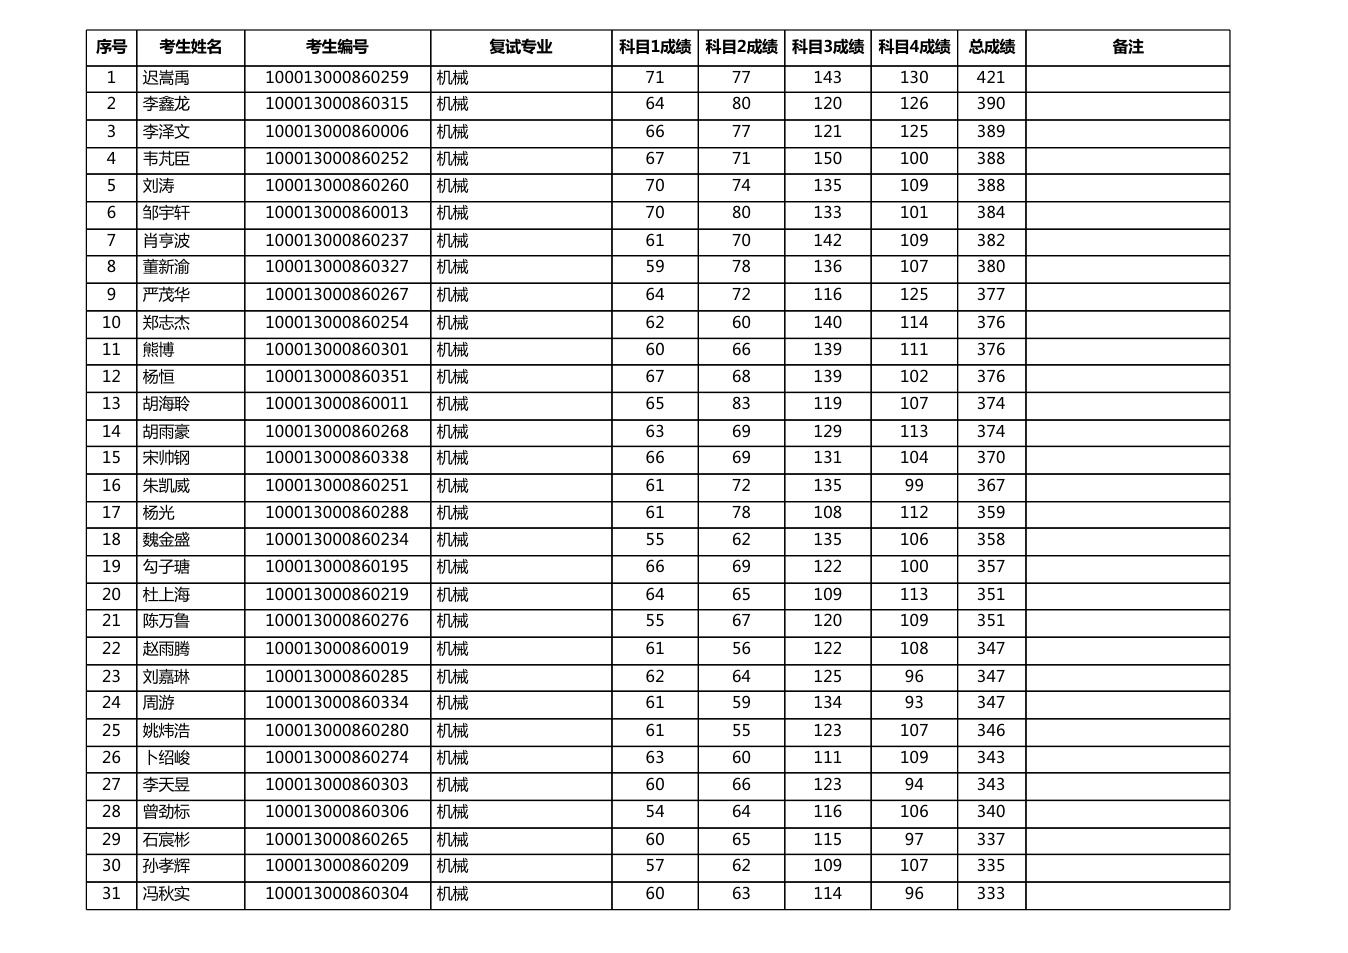 序号 考生姓名 考生编号 复试专业 科目1成绩 科目2成绩 科目3成绩 科目4成绩 总成绩 备注
1 迟嵩禹 100013000860259 机械 71 77 143 130 421
2 李鑫龙 100013000860315 机械 64 80 120 126 390
3 李泽文 100013000860006 机械 66 77 121 125 389
4 韦芃臣 100013000860252 机械 67 71 150 100 388
5 刘涛 100013000860260 机械 70 74 135 109 388
6 邹宇轩 100013000860013 机械 70 80 133 101 384
7 肖亨波 100013000860237 机械 61 70 142 109 382
8 董新渝 100013000860327 机械 59 78 136 107 380
9 严茂华 100013000860267 机械 64 72 116 125 377
10 郑志杰 100013000860254 机械 62 60 140 114 376
11 熊博 100013000860301 机械 60 66 139 111 376
12 杨恒 100013000860351 机械 67 68 139 102 376
13 胡海聆 100013000860011 机械 65 83 119 107 374
14 胡雨豪 100013000860268 机械 63 69 129 113 374
15 宋帅钢 100013000860338 机械 66 69 131 104 370
16 朱凯威 100013000860251 机械 61 72 135 99 367
17 杨光 100013000860288 机械 61 78 108 112 359
18 魏金盛 100013000860234 机械 55 62 135 106 358
19 勾子瑭 100013000860195 机械 66 69 122 100 357
20 杜上海 100013000860219 机械 64 65 109 113 351
21 陈万鲁 100013000860276 机械 55 67 120 109 351
22 赵雨腾 100013000860019 机械 61 56 122 108 347
23 刘嘉琳 100013000860285 机械 62 64 125 96 347
24 周游 100013000860334 机械 61 59 134 93 347
25 姚炜浩 100013000860280 机械 61 55 123 107 346
26 卜绍峻 100013000860274 机械 63 60 111 109 343
27 李天昱 100013000860303 机械 60 66 123 94 343
28 曾劲标 100013000860306 机械 54 64 116 106 340
29 石宸彬 100013000860265 机械 60 65 115 97 337
30 孙孝辉 100013000860209 机械 57 62 109 107 335
31 冯秋实 100013000860304 机械 60 63 114 96 333